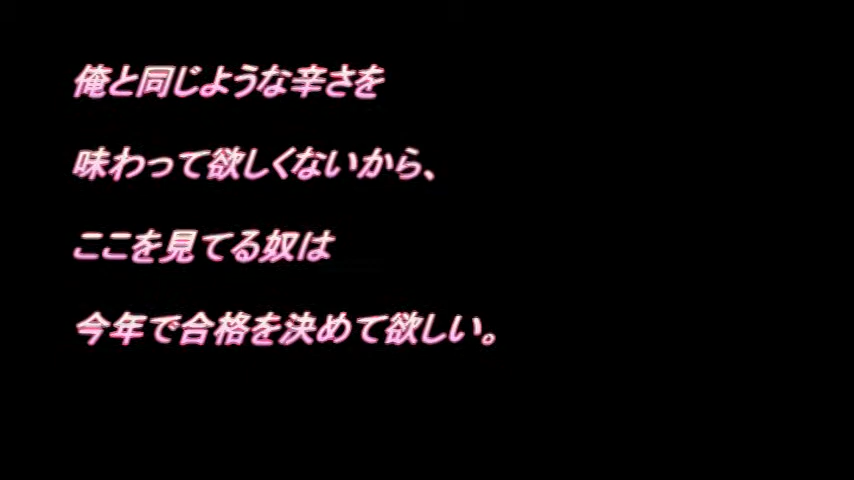 俺と同じような辛さを
味わって欲しくないから、
ここを見てる奴は
今年で合格を決めて欲しい。